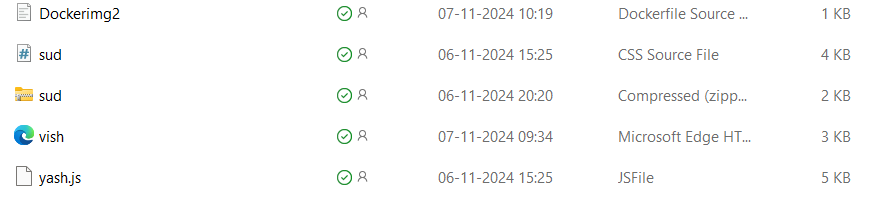 Dockerimg2 07-11-2024 10:19 Dockerfile Source ... 1 KB
sud 06-11-2024 15:25 CSS Source File 4 KB
sud 06-11-2024 20:20 Compressed (zipp... 2 KB
vish 07-11-2024 09:34 Microsoft Edge HT... 3 KB
yash.js 06-11-2024 15:25 JSFile 5 KB